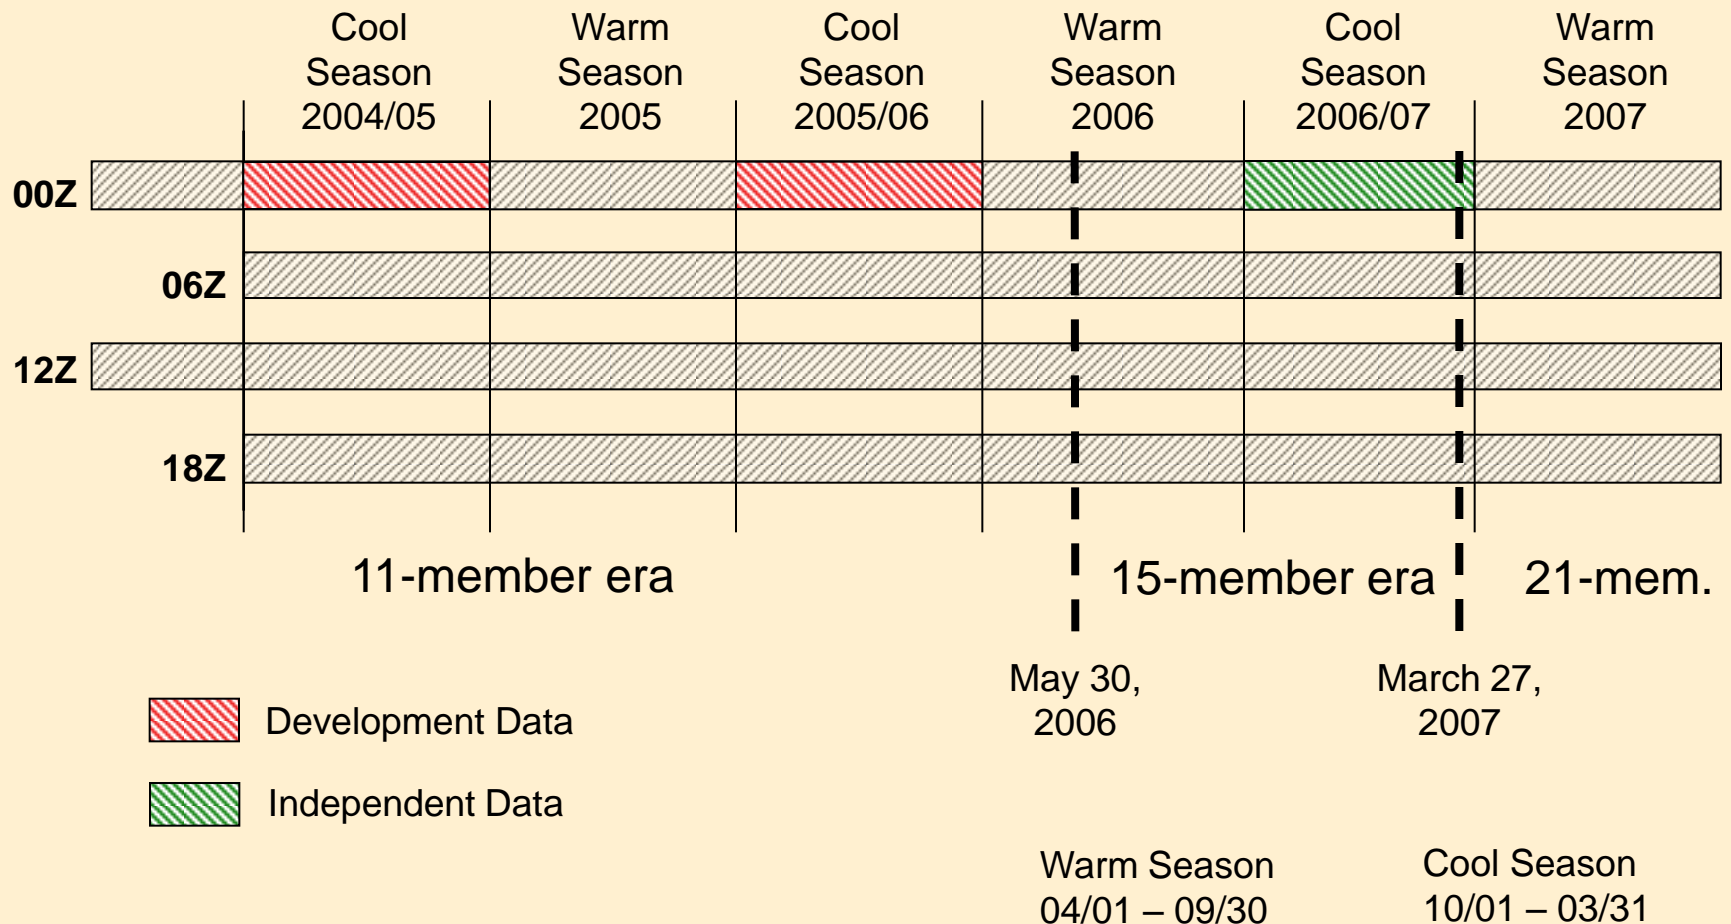 Cool
Season
2004/05
Warm
Season
2005
Cool
Season
2005/06
Warm
Season
2006
Cool
Season
2006/07
Warm
Season
2007
00Z
06Z
12Z
18Z
11-member era
15-member era
21-mem.
May 30,
2006
March 27,
2007
Development Data
Independent Data
Warm Season
04/01 – 09/30
Cool Season
10/01 – 03/31